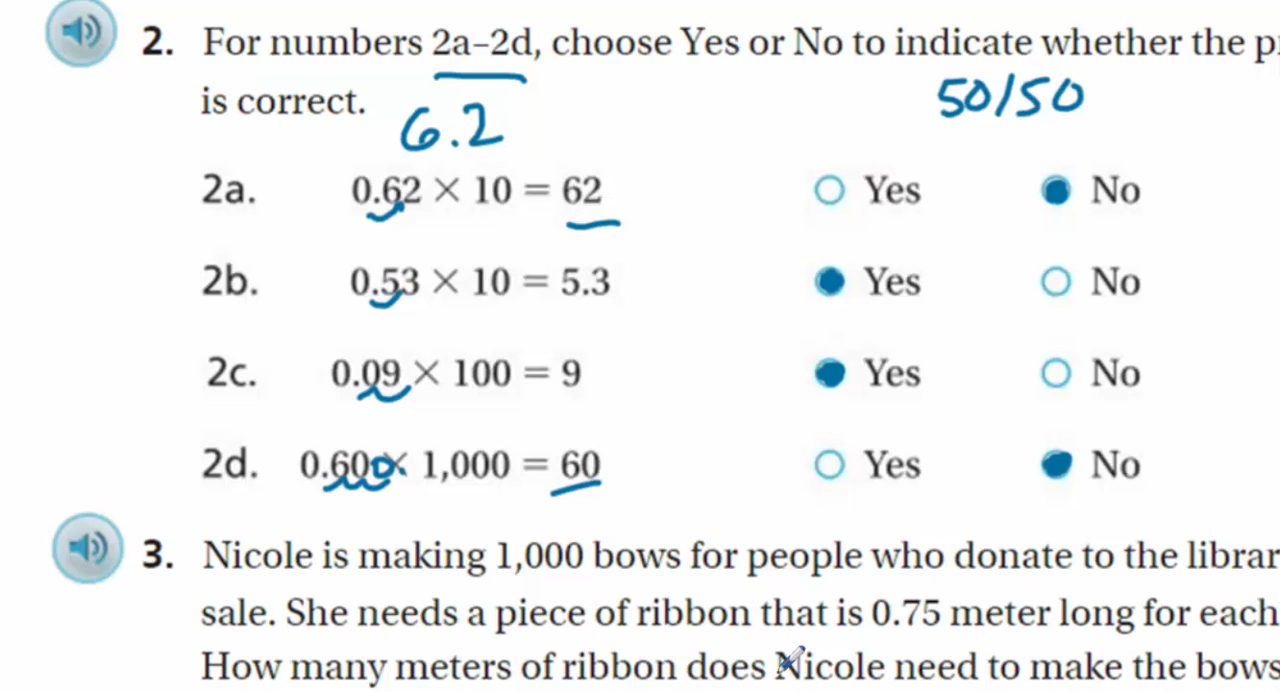 2. For numbers 2a–2d, choose Yes or No to indicate whether the
50/50
is correct.
6.2
2a. 0.62 × 10 = 62 Yes No
2b. 0.53 × 10 = 5.3 Yes No
2c. 0.09 × 100 = 9 Yes No
2d. 0.600 × 1,000 = 60 Yes No
3. Nicole is making 1,000 bows for people who donate to the librar
sale. She needs a piece of ribbon that is 0.75 meter long for each
How many meters of ribbon does Nicole need to make the bows